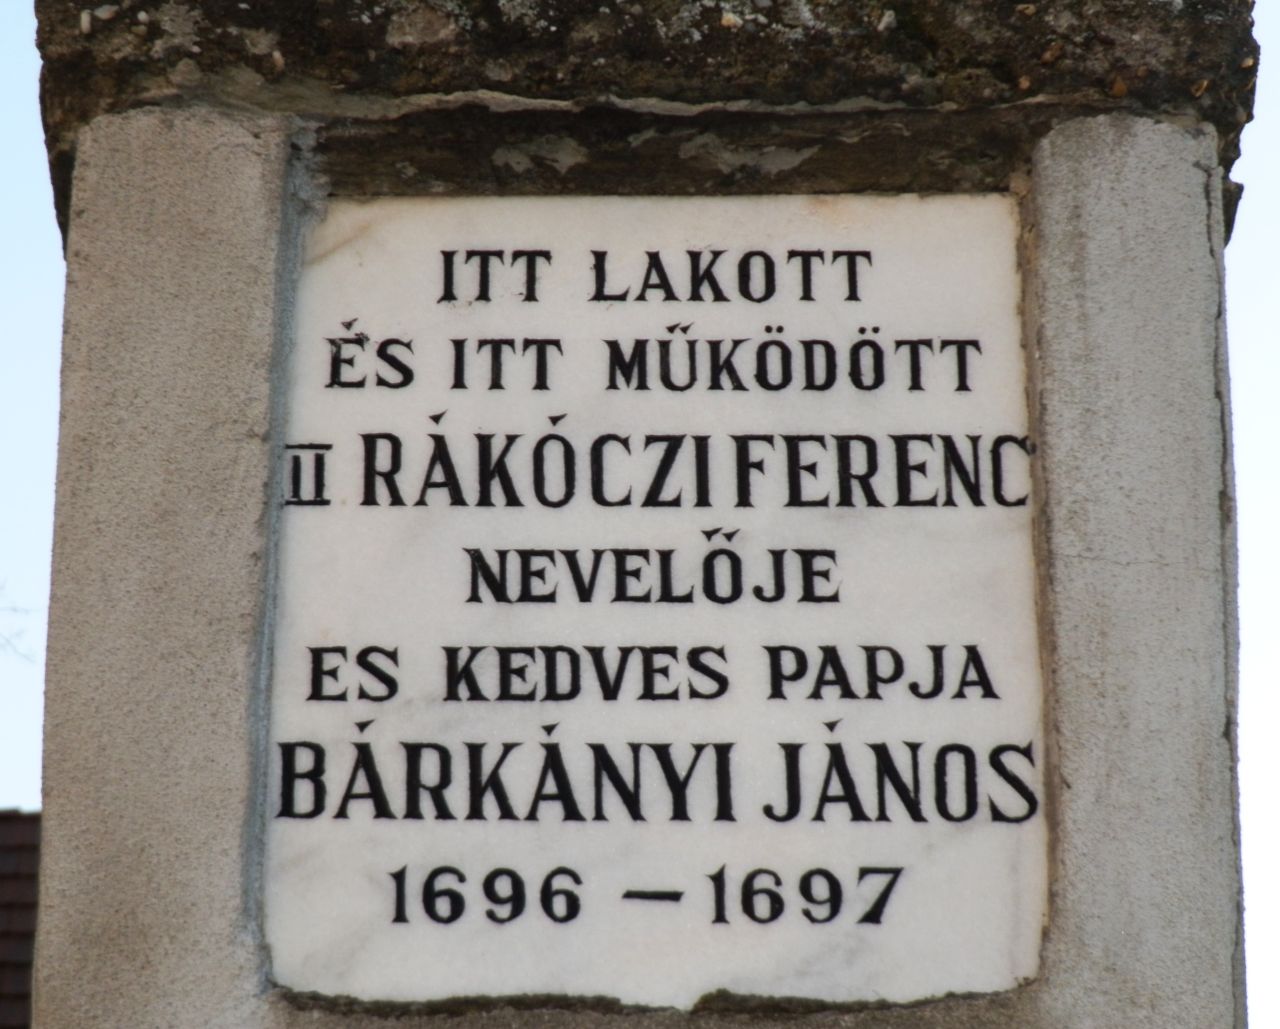 ITT LAKOTT
ÉS ITT MŰKÖDÖTT
II RÁKÓCZI FERENC
NEVELŐJE
ES KEDVES PAPJA
BÁRKÁNYI JÁNOS
1696 – 1697